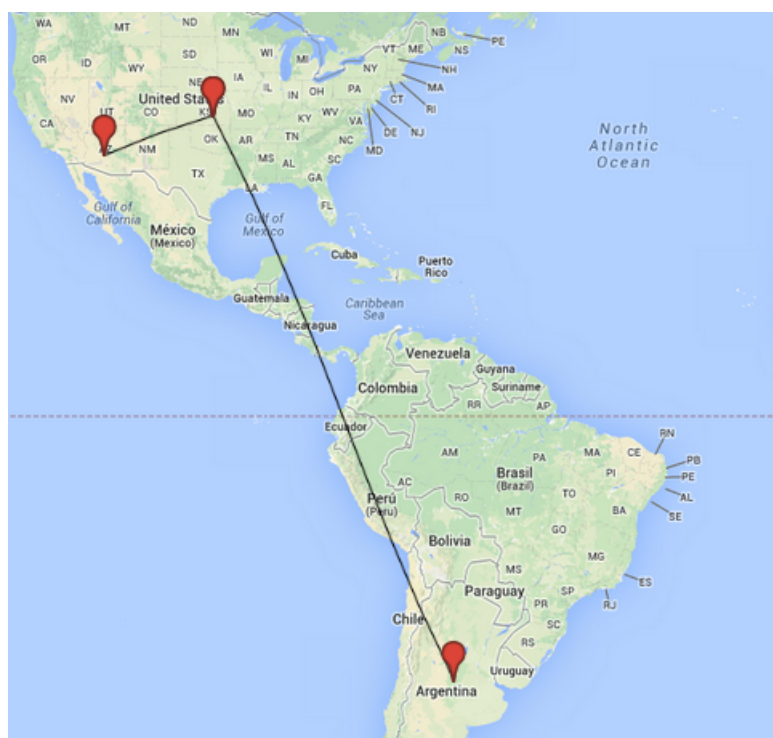 WA
MT
ND
MN
NB
PE
OR
ID
WY
SD
WI
MI
VT
ME
NS
NY
NH
NV
UT
CO
NE
IA
IL
IN
OH
PA
MA
CT
RI
United States
CA
KS
MO
KY
WV
VA
DE
NJ
MD
AZ
NM
OK
AR
TN
NC
TX
MS
AL
SC
GA
LA
FL
North
Atlantic
Ocean
Gulf of
California
México
(Mexico)
Gulf of
Mexico
Cuba
Puerto
Rico
Guatemala
Caribbean
Sea
Nicaragua
Venezuela
Guyana
Suriname
Colombia
RR
AP
Ecuador
RN
AM
PA
MA
CE
PB
PE
AL
SE
Brasil
(Brazil)
PI
AC
RO
TO
BA
Perú
(Peru)
MT
GO
Bolivia
MG
MS
ES
Paraguay
SP
RJ
PR
Chile
SC
RS
Uruguay
Argentina